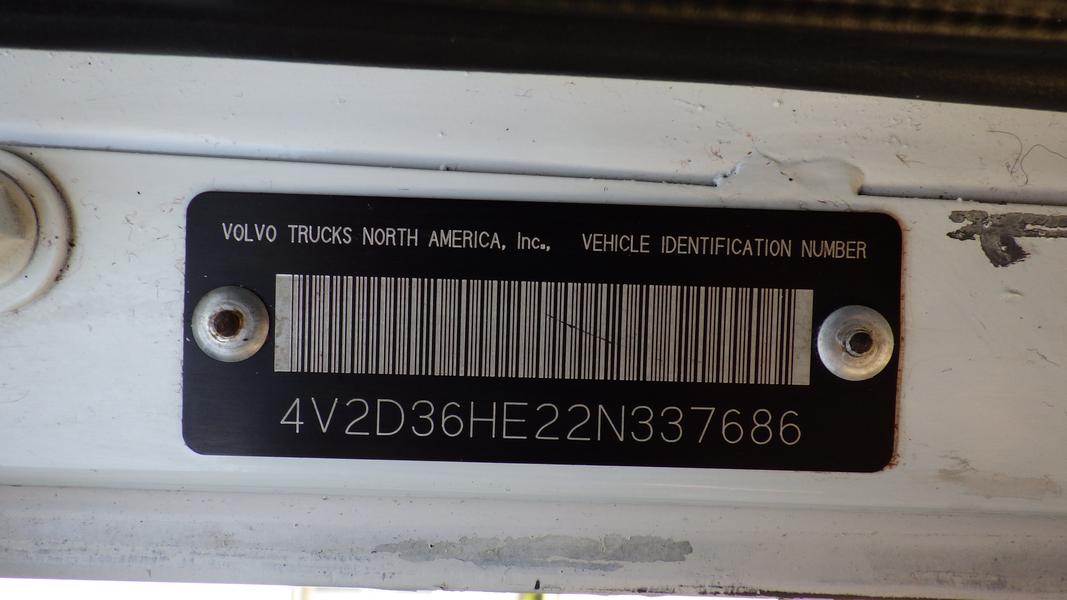 VOLVO TRUCKS NORTH AMERICA, Inc., VEHICLE IDENTIFICATION NUMBER
4V2D36HE22N337686